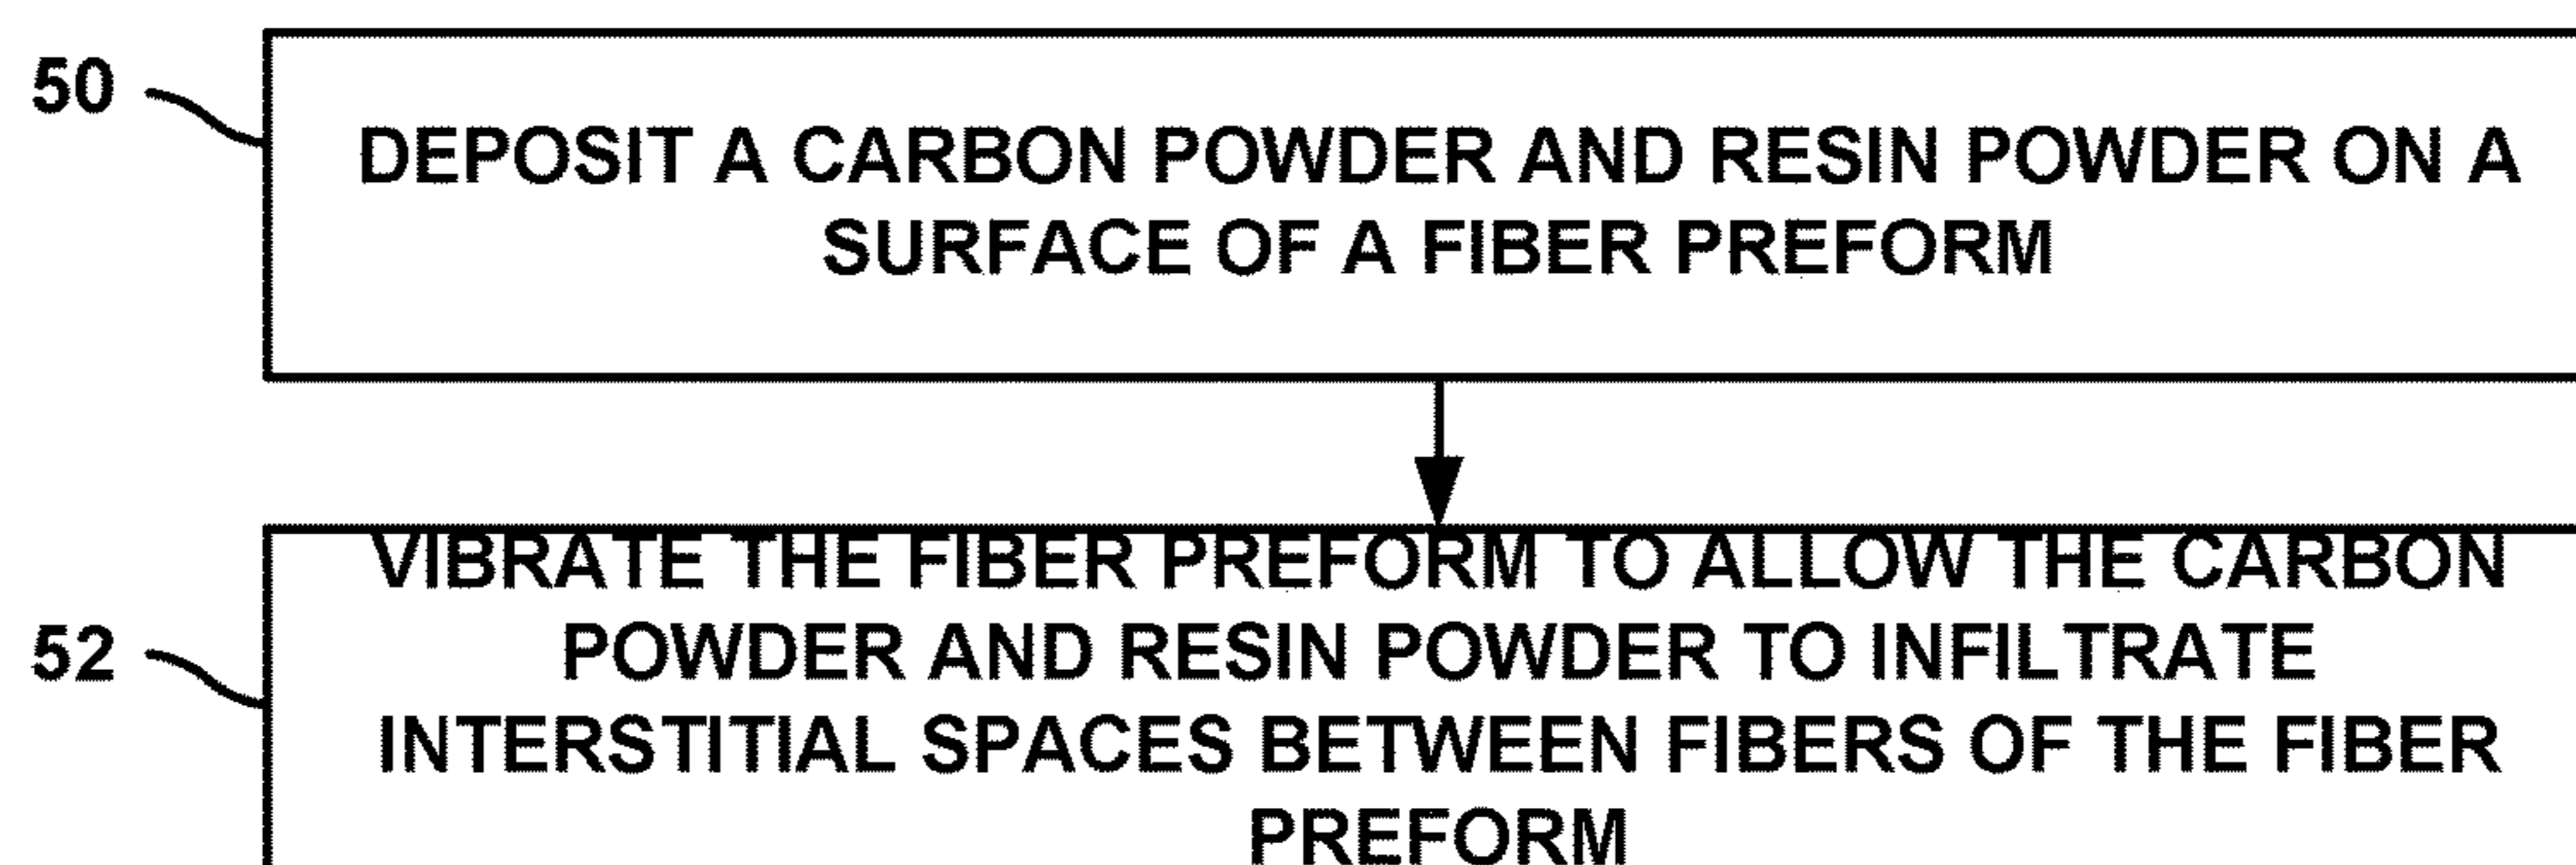 50
DEPOSIT A CARBON POWDER AND RESIN POWDER ON A
SURFACE OF A FIBER PREFORM
VIBRATE THE FIBER PREFORM TO ALLOW THE CARBON
52
POWDER AND RESIN POWDER TO INFILTRATE
INTERSTITIAL SPACES BETWEEN FIBERS OF THE FIBER
PREFORM